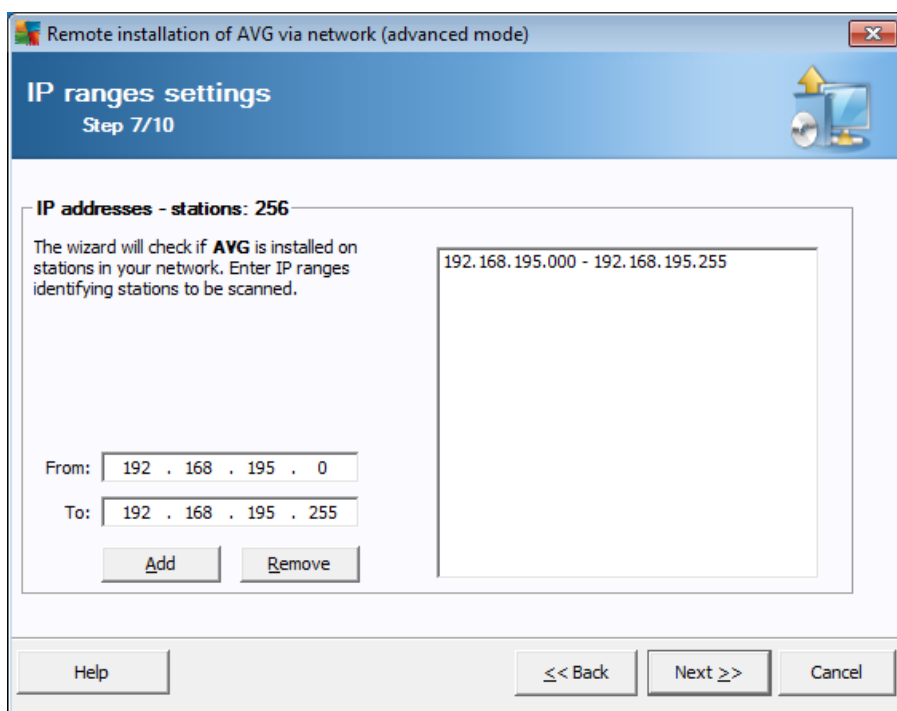 Remote installation of AVG via network (advanced mode)
IP ranges settings
Step 7/10
IP addresses - stations: 256
The wizard will check if AVG is installed on
stations in your network. Enter IP ranges
identifying stations to be scanned.
192.168.195.000 - 192.168.195.255
From: 192 . 168 . 195 . 0
To: 192 . 168 . 195 . 255
Add Remove
Help << Back Next >> Cancel